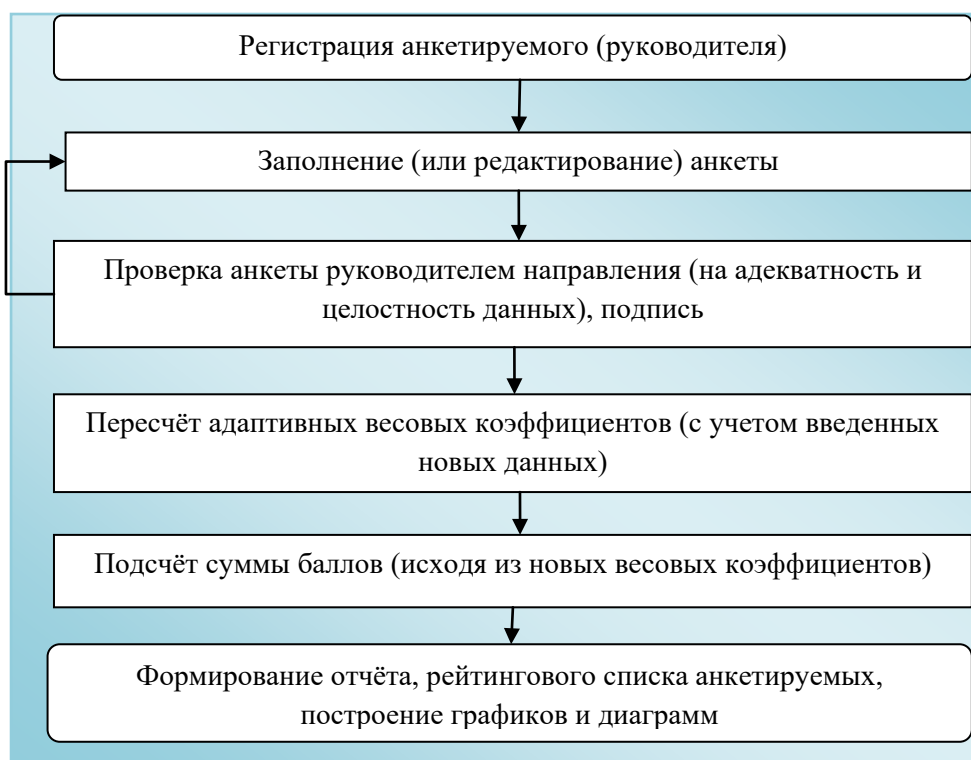 Регистрация анкетируемого (руководителя)
Заполнение (или редактирование) анкеты
Проверка анкеты руководителем направления (на адекватность и
целостность данных), подпись
Пересчёт адаптивных весовых коэффициентов (с учетом введенных
новых данных)
Подсчёт суммы баллов (исходя из новых весовых коэффициентов)
Формирование отчёта, рейтингового списка анкетируемых,
построение графиков и диаграмм